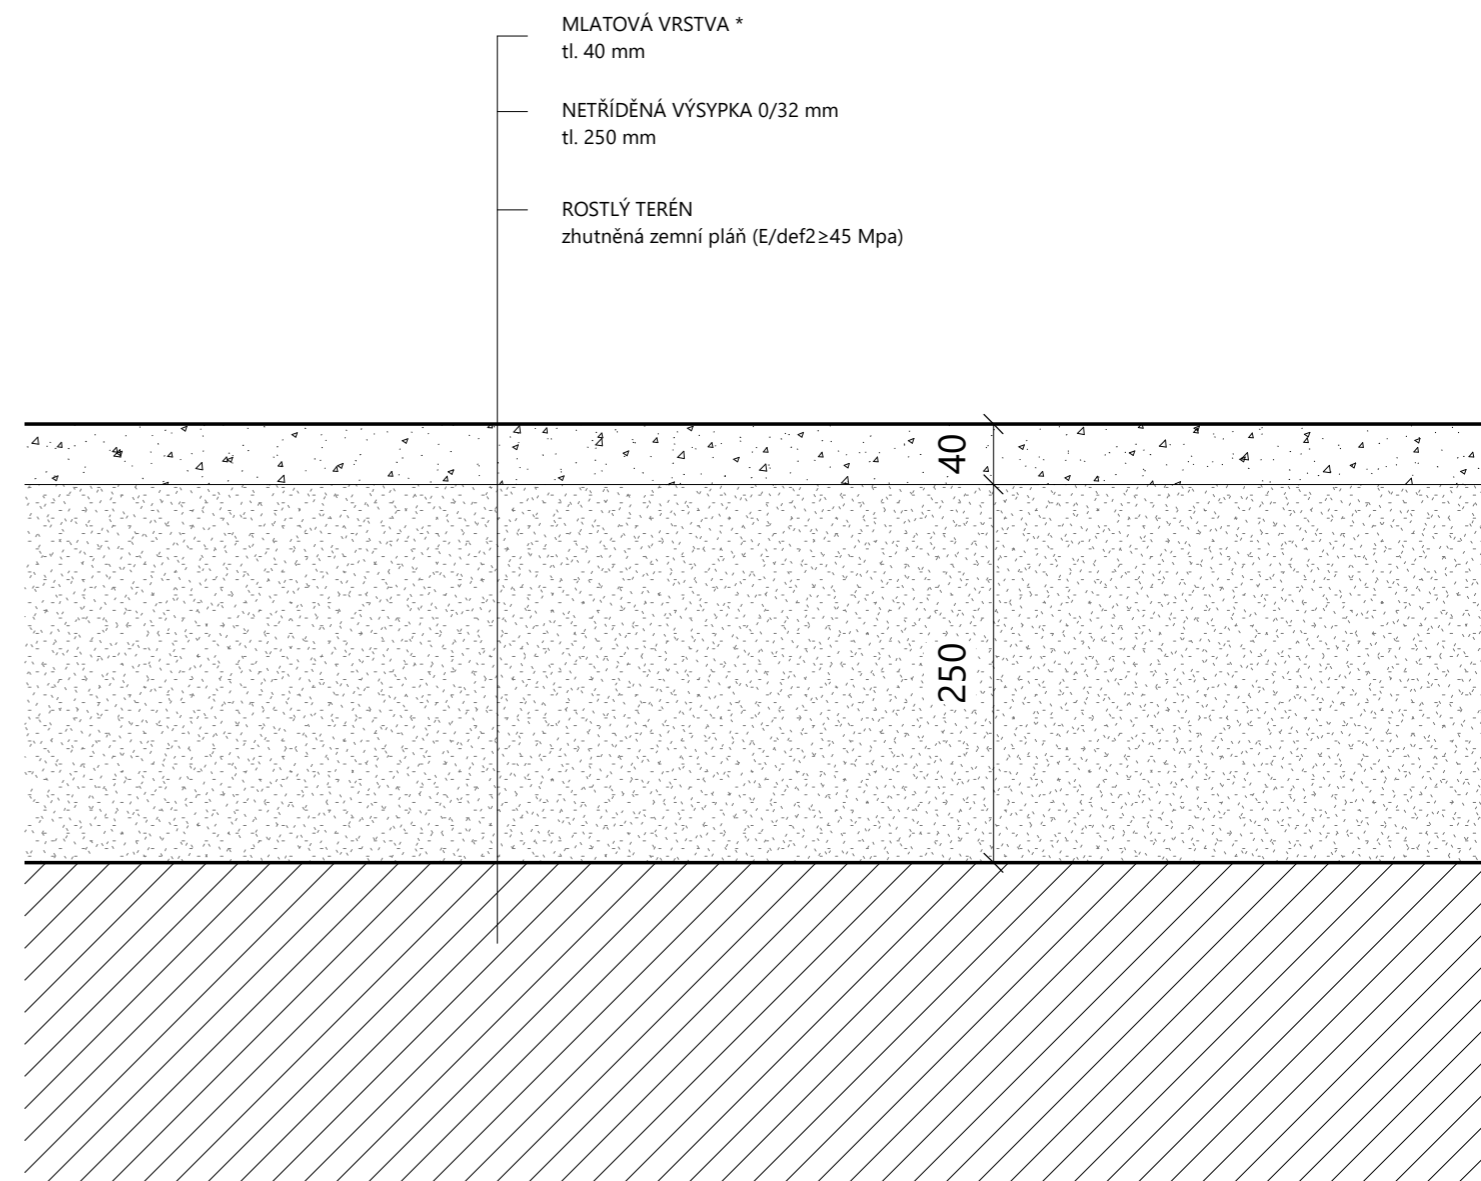 MLATOVÁ VRSTVA *
tl. 40 mm
NETŘÍDĚNÁ VÝSYPKA 0/32 mm
tl. 250 mm
ROSTLÝ TERÉN
zhutněná zemní pláň (E/def2≥45 Mpa)
40
250